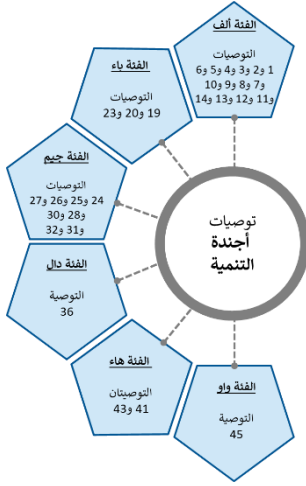 الفئة ألف
التوصيات
1 و2 و3 و4 و5 و6
و7 و8 و9 و10
و11 و12 و13 و14
الفئة باء
التوصيات
19 و20 و23
الفئة جيم
التوصيات
24 و25 و26 و27
و28 و30
و31 و32
الفئة دال
التوصية
36
الفئة هاء
التوصيتان
41 و43
الفئة واو
التوصية
45
توصيات
أجندة
التنمية